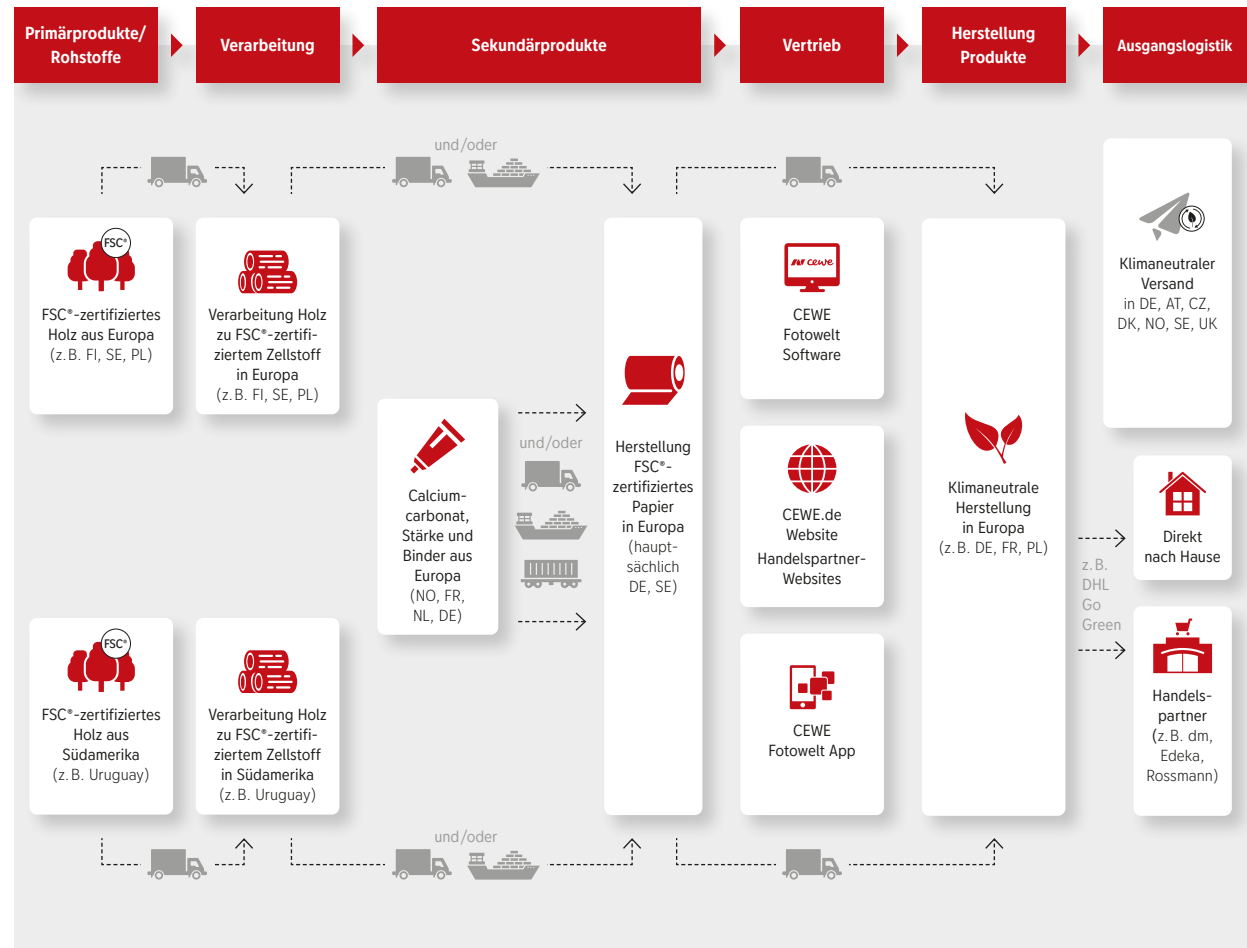 Primärprodukte/
Rohstoffe
Verarbeitung
Sekundärprodukte
Vertrieb
Herstellung
Produkte
Ausgangslogistik
und/oder
FSC®
FSC®-zertifiziertes
Holz aus Europa
(z. B. FI, SE, PL)
Verarbeitung Holz
zu FSC®-zertifi-
ziertem Zellstoff
in Europa
(z. B. FI, SE, PL)
FSC®
FSC®-zertifiziertes
Holz aus
Südamerika
(z. B. Uruguay)
Verarbeitung Holz
zu FSC®-zertifi-
ziertem Zellstoff
in Südamerika
(z. B. Uruguay)
Calcium-
carbonat,
Stärke und
Binder aus
Europa
(NO, FR,
NL, DE)
und/oder
Herstellung
FSC®-
zertifiziertes
Papier
in Europa
(haupt-
sächlich
DE, SE)
cewe
CEWE
Fotowelt
Software
CEWE.de
Website
Handelspartner-
Websites
CEWE
Fotowelt App
Klimaneutrale
Herstellung
in Europa
(z. B. DE, FR, PL)
z. B.
DHL
Go
Green
Klimaneutraler
Versand
in DE, AT, CZ,
DK, NO, SE, UK
Direkt
nach Hause
Handels-
partner
(z. B. dm,
Edeka,
Rossmann)
und/oder